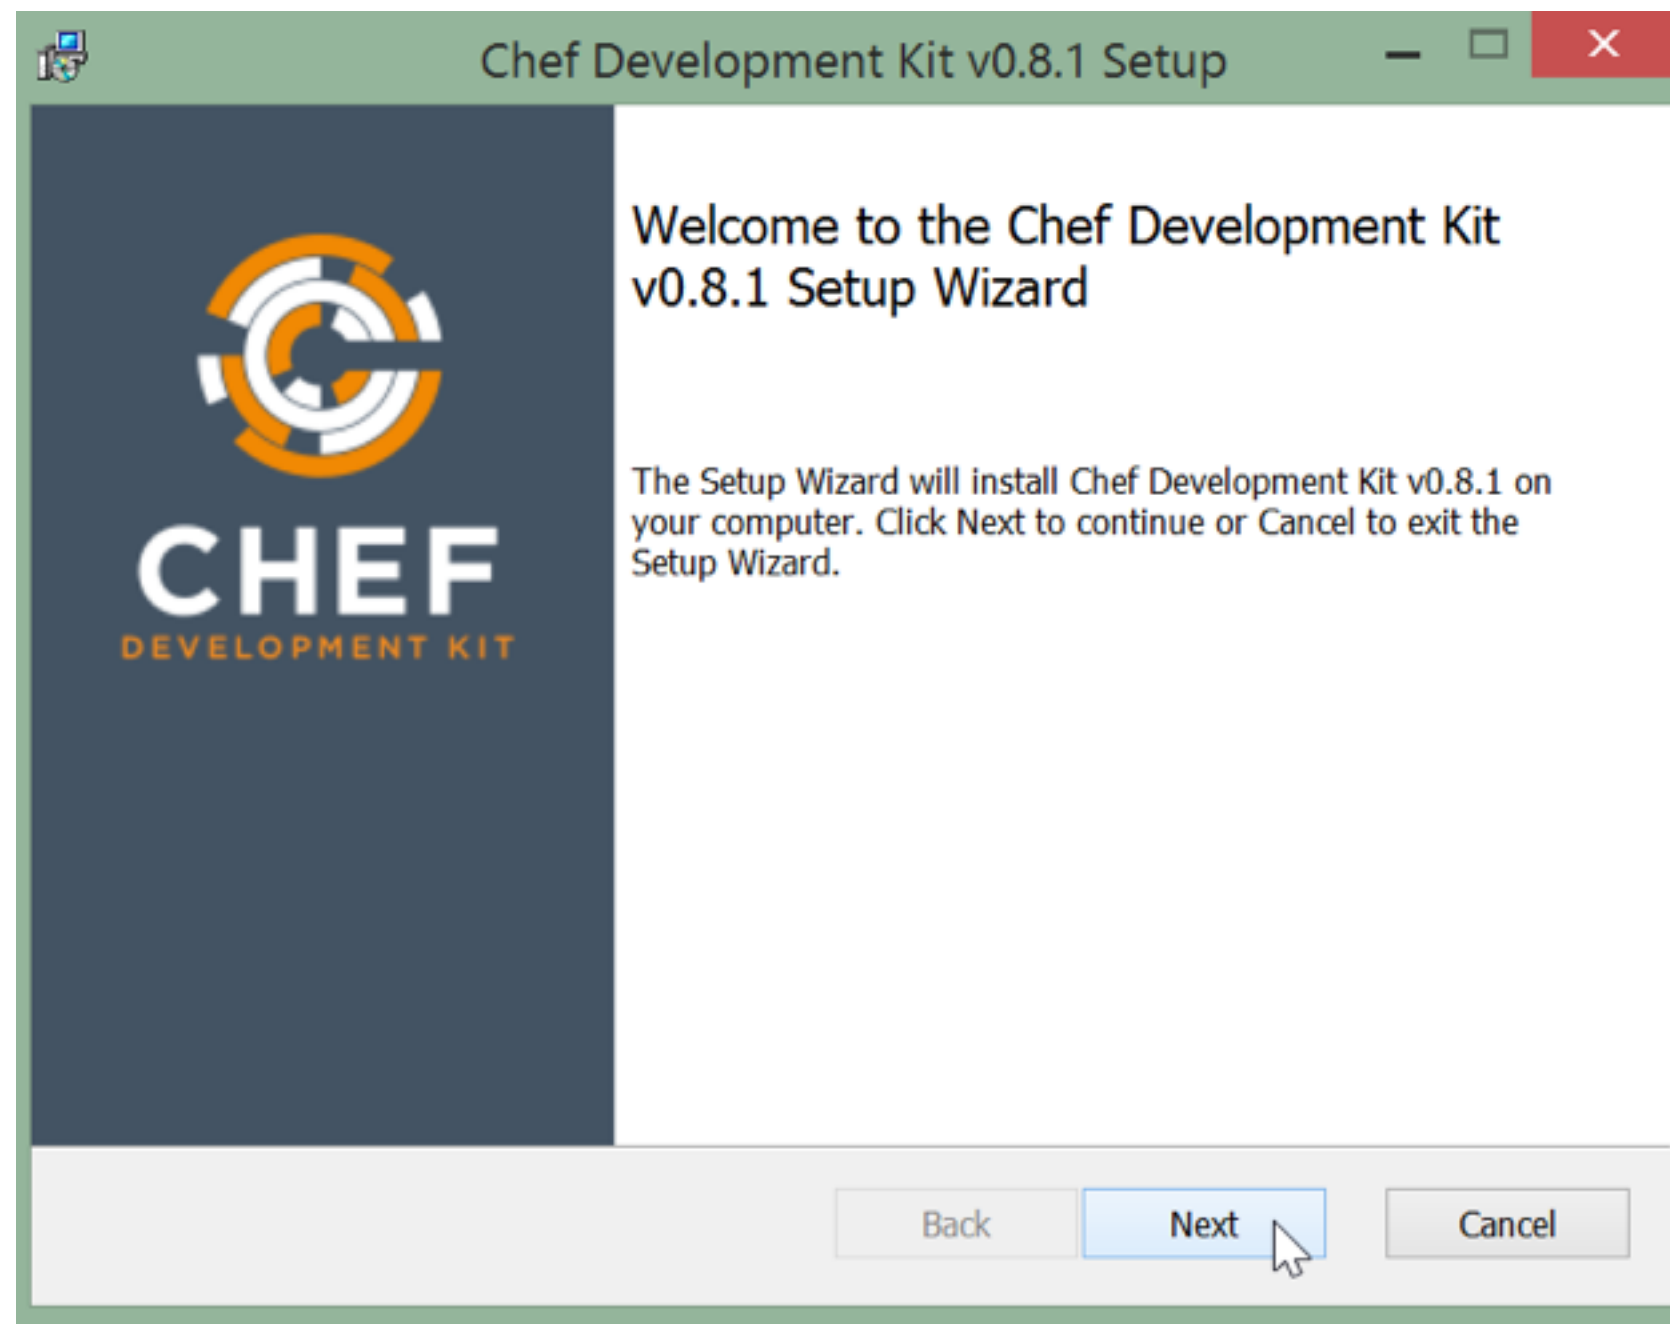 Chef Development Kit v0.8.1 Setup
CHEF
DEVELOPMENT KIT
Welcome to the Chef Development Kit
v0.8.1 Setup Wizard
The Setup Wizard will install Chef Development Kit v0.8.1 on
your computer. Click Next to continue or Cancel to exit the
Setup Wizard.
Back Next Cancel